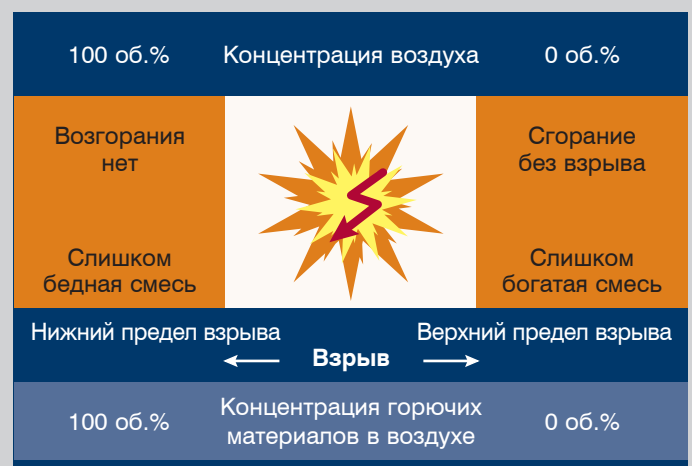 100 об.% Концентрация воздуха 0 об.%
Возгорания
нет
Сгорание
без взрыва
Слишком
бедная смесь
Слишком
богатая смесь
Нижний предел взрыва Верхний предел взрыва
Взрыв
100 об.% Концентрация горючих
материалов в воздухе 0 об.%